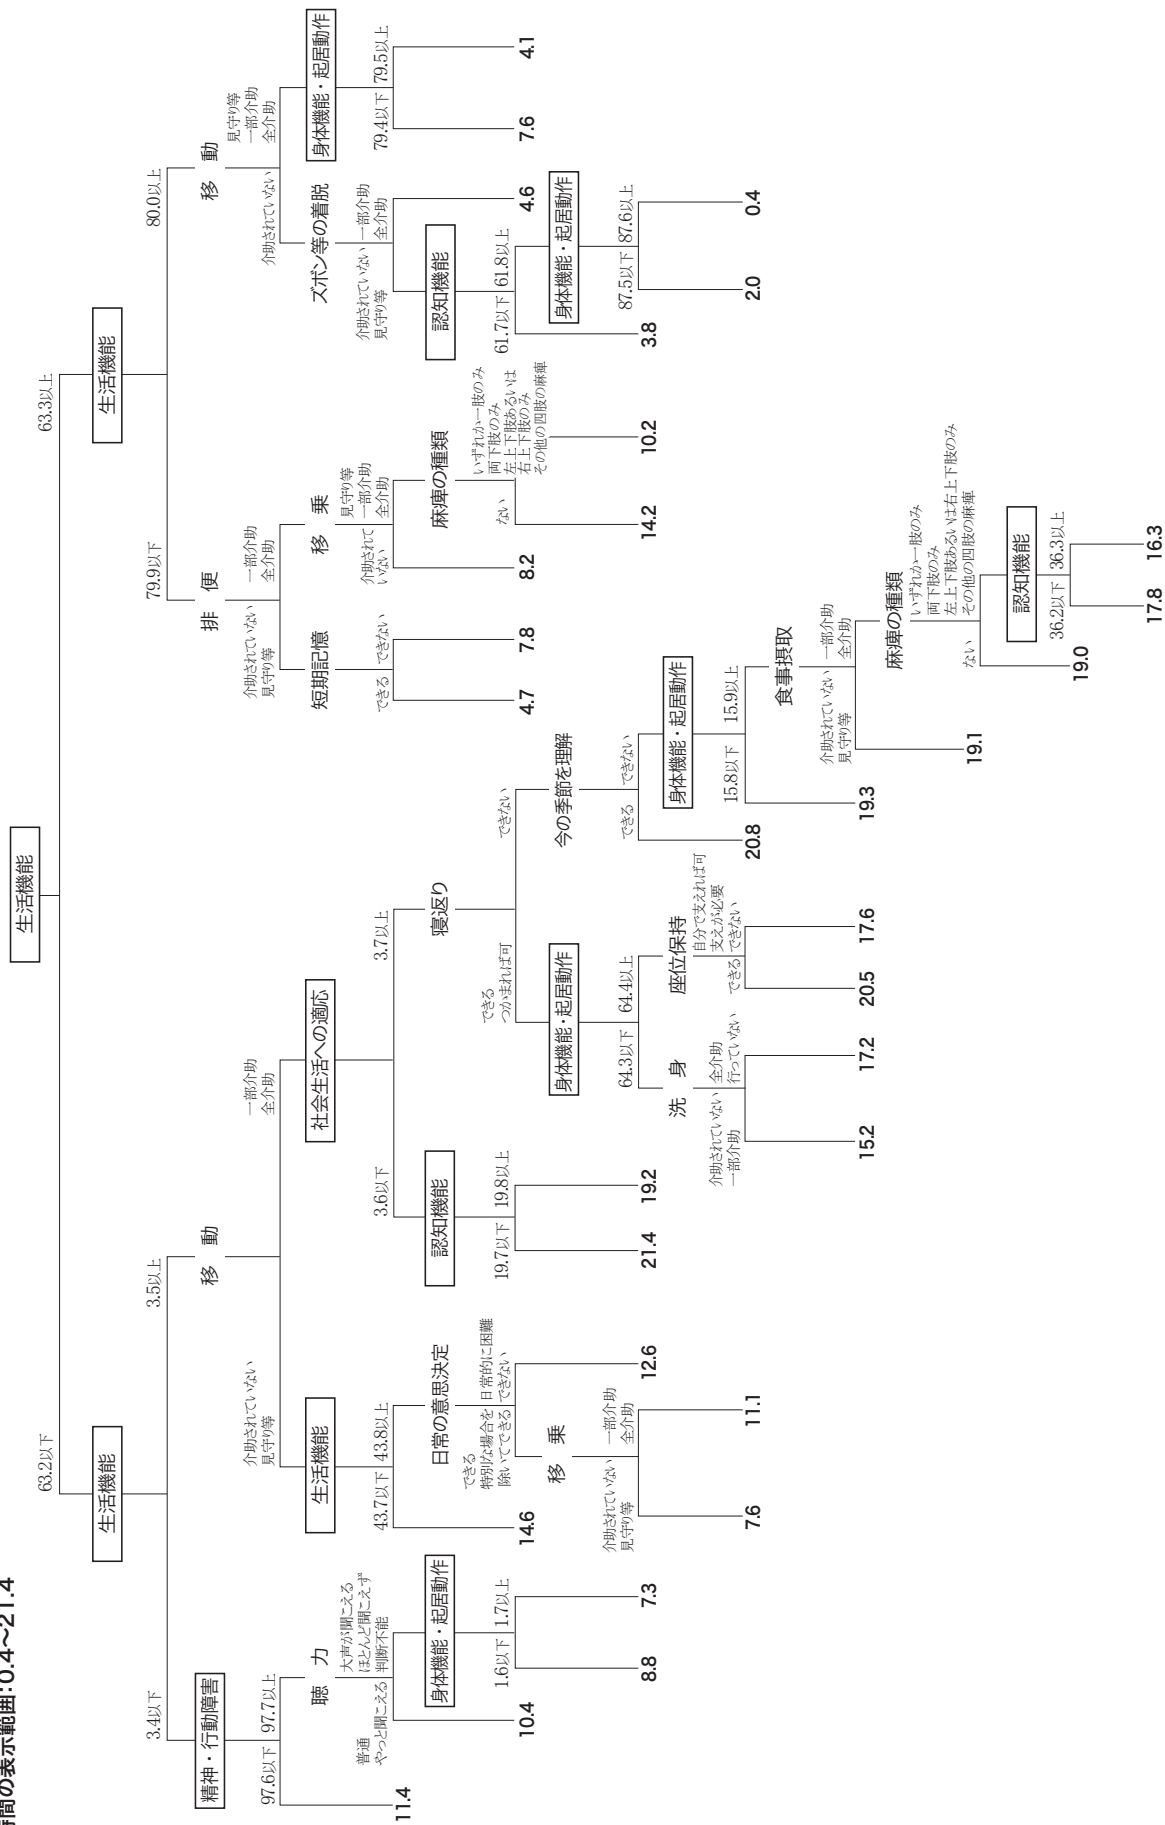 時間の表示範囲：0.4〜21.4
生活機能
63.2以下
63.3以上
生活機能
3.4以下
3.5以上
精神・行動障害
97.6以下
97.7以上
11.4
聴 力
普通
やっと聞こえる
大声が聞こえる
ほとんど聞こえず
判断不能
10.4
身体機能・起居動作
1.6以下
1.7以上
8.8
7.3
移 動
介助されていない
見守り等
一部介助
全介助
生活機能
43.7以下
43.8以上
14.6
日常の意思決定
できる
特別な場合を
除いてできる
日常的に困難
できない
12.6
移 乗
介助されていない
見守り等
一部介助
全介助
7.6
11.1
社会生活への適応
3.6以下
3.7以上
認知機能
19.7以下
19.8以上
21.4
19.2
寝返り
できる
つかまれば可
できない
身体機能・起居動作
64.3以下
64.4以上
洗 身
介助されていない
一部介助
全介助
行っていない
15.2
17.2
座位保持
できる
自分で支えれば可
支えが必要
できない
20.5
17.6
今の季節を理解
できる
できない
20.8
身体機能・起居動作
15.8以下
15.9以上
19.3
食事摂取
介助されていない
見守り等
一部介助
全介助
19.1
麻痺の種類
ない
いずれか一肢のみ
両下肢のみ
左上下肢あるいは右上下肢のみ
その他の四肢の麻痺
19.0
認知機能
36.2以下
36.3以上
17.8
16.3
生活機能
79.9以下
80.0以上
排 便
介助されていない
見守り等
一部介助
全介助
短期記憶
できる
できない
4.7
7.8
移 乗
介助されて
いない
見守り等
一部介助
全介助
8.2
麻痺の種類
ない
いずれか一肢のみ
両下肢のみ
左上下肢あるいは
右上下肢のみ
その他の四肢の麻痺
14.2
10.2
移 動
介助されていない
見守り等
一部介助
全介助
ズボン等の着脱
介助されていない
見守り等
一部介助
全介助
4.6
認知機能
61.7以下
61.8以上
3.8
身体機能・起居動作
87.5以下
87.6以上
2.0
0.4
身体機能・起居動作
79.4以下
79.5以上
7.6
4.1